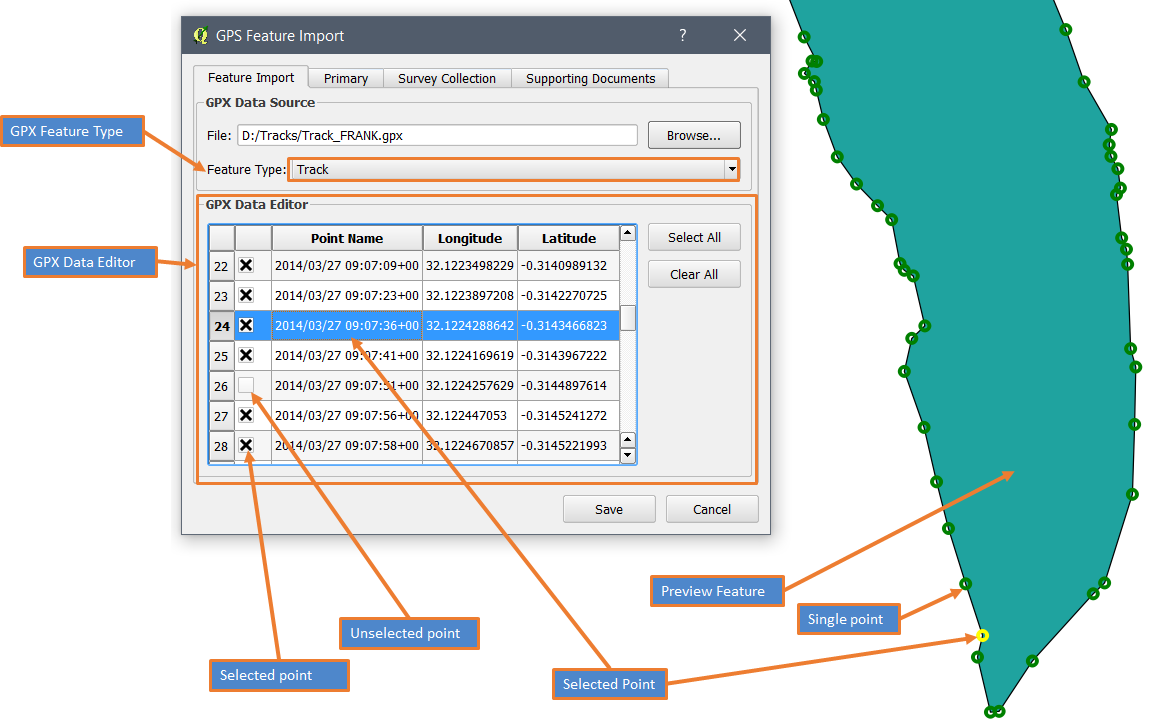 GPS Feature Import
?
Feature Import Primary Survey Collection Supporting Documents
GPX Data Source
File: D:/Tracks/Track_FRANK.gpx Browse...
GPX Feature Type
Feature Type: Track
GPX Data Editor
Point Name Longitude Latitude
Select All
Clear All
GPX Data Editor
22 2014/03/27 09:07:09+00 32.1223498229 -0.3140989132
23 2014/03/27 09:07:23+00 32.1223897208 -0.3142270725
24 2014/03/27 09:07:36+00 32.1224288642 -0.3143466823
25 2014/03/27 09:07:41+00 32.1224169619 -0.3143967222
26 2014/03/27 09:07:51+00 32.1224257629 -0.3144897614
27 2014/03/27 09:07:56+00 32.122447053 -0.3145241272
28 2014/03/27 09:07:58+00 32.1224670857 -0.3145221993
Save Cancel
Preview Feature
Single point
Unselected point
Selected point
Selected Point